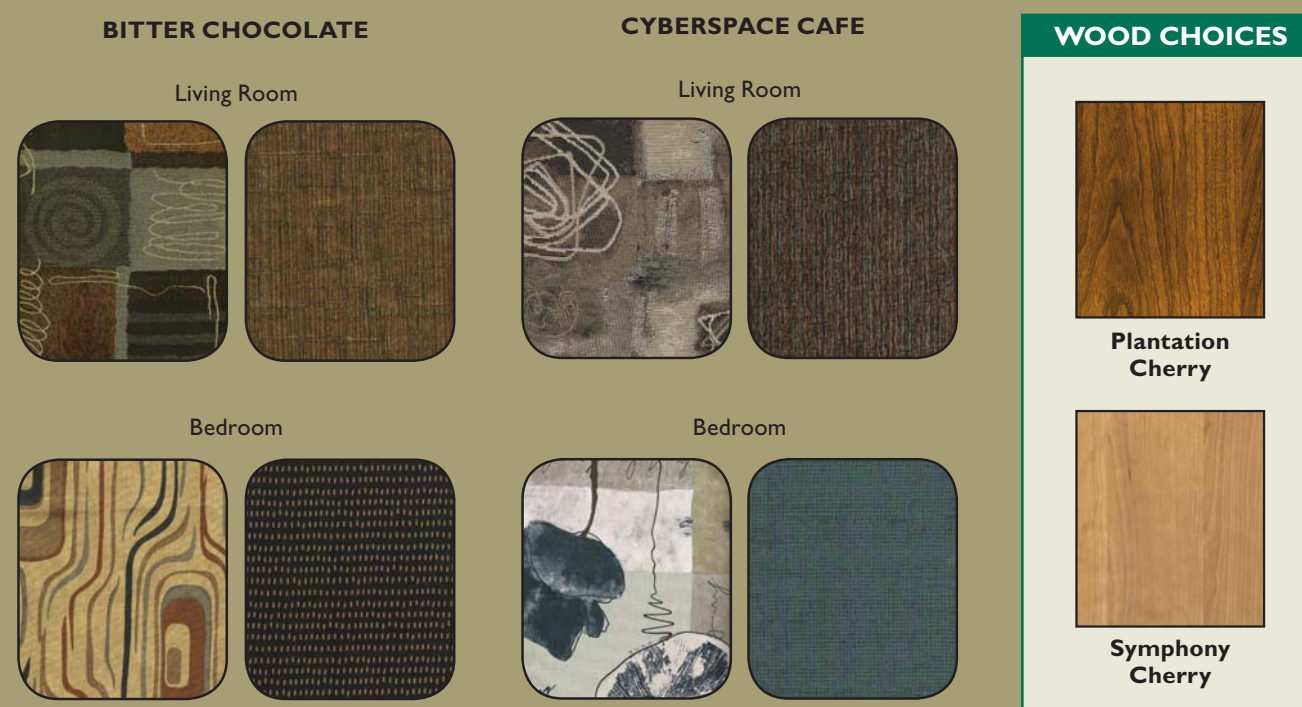 BITTER CHOCOLATE
Living Room
Bedroom
CYBERSPACE CAFE
Living Room
Bedroom
WOOD CHOICES
Plantation
Cherry
Symphony
Cherry